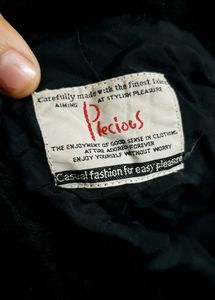 Carefully made with the finest fabric
AIMING AT STYLISH PLEASURE
Precious
THE ENJOYMENT OF GOOD SENSE IN CLOTHING
ATTIRE ADORED FOREVER
ENJOY YOURSELF WITHOUT WORRY
Casual fashion for easy pleasure